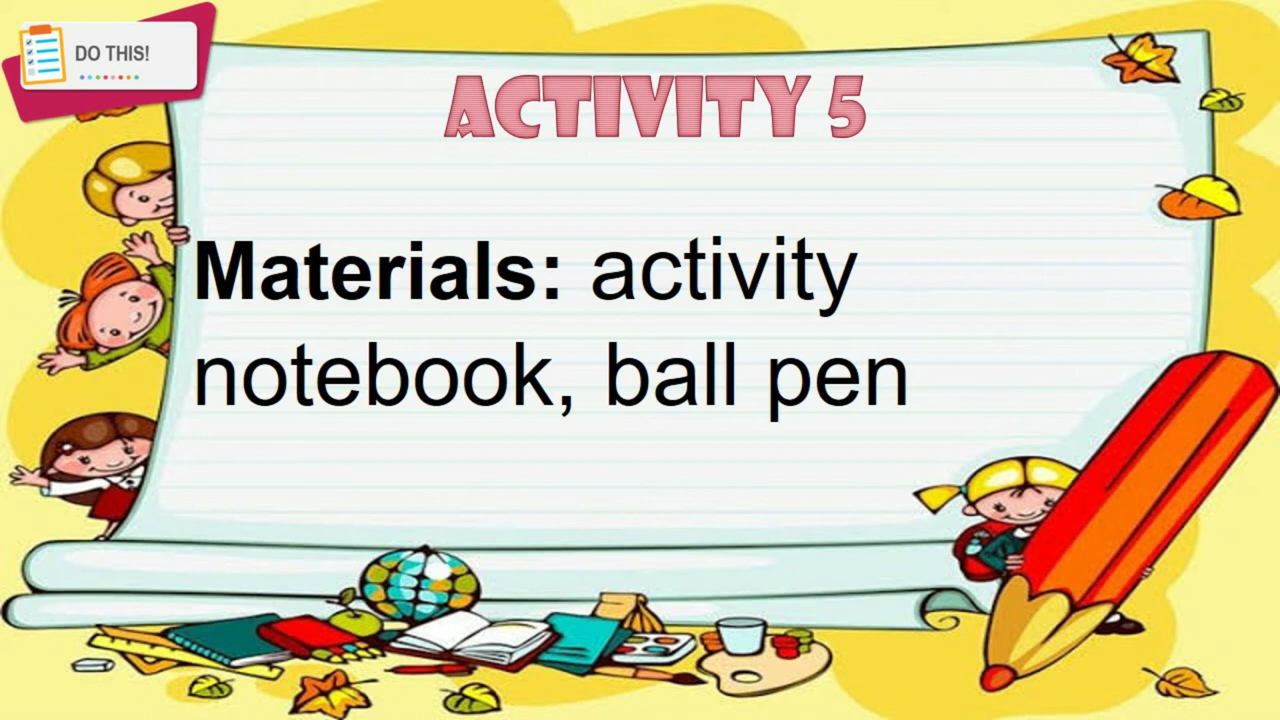 DO THIS!
ACTIVITY 5
Materials: activity
notebook, ball pen